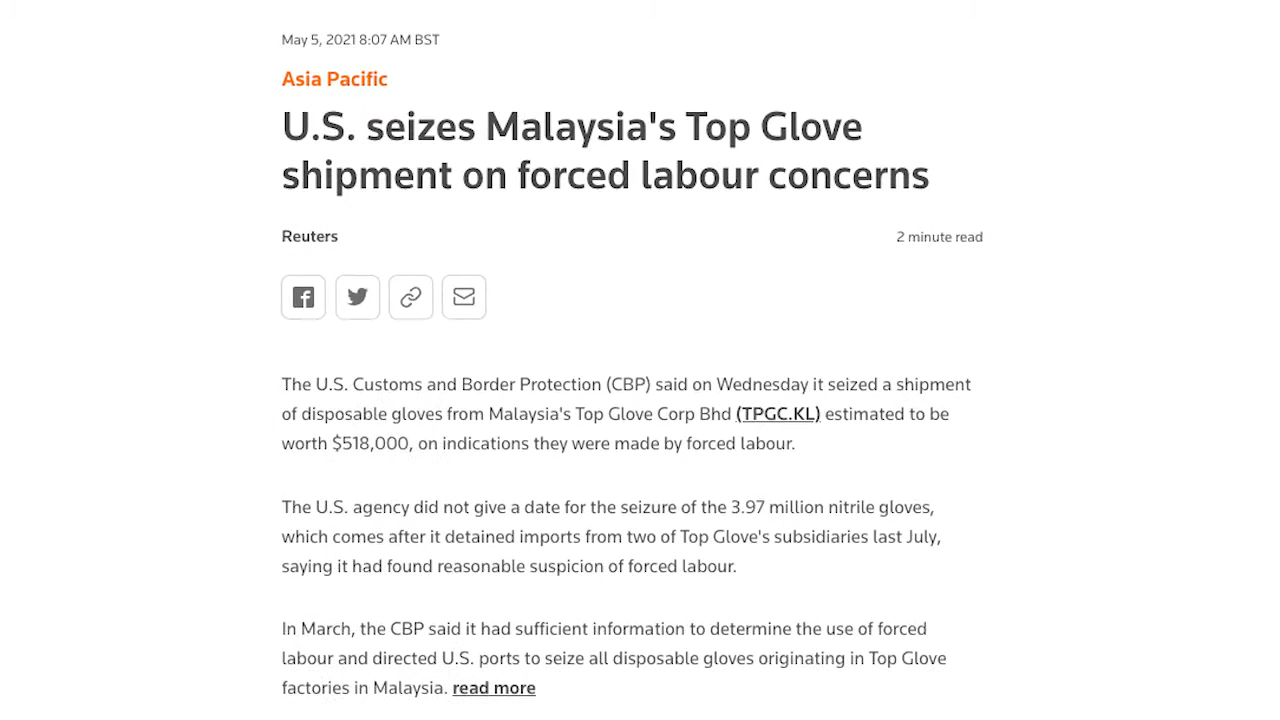 May 5, 2021 8:07 AM BST
Asia Pacific
U.S. seizes Malaysia's Top Glove
shipment on forced labour concerns
Reuters
2 minute read
The U.S. Customs and Border Protection (CBP) said on Wednesday it seized a shipment
of disposable gloves from Malaysia's Top Glove Corp Bhd (TPGC.KL) estimated to be
worth $518,000, on indications they were made by forced labour.
The U.S. agency did not give a date for the seizure of the 3.97 million nitrile gloves,
which comes after it detained imports from two of Top Glove's subsidiaries last July,
saying it had found reasonable suspicion of forced labour.
In March, the CBP said it had sufficient information to determine the use of forced
labour and directed U.S. ports to seize all disposable gloves originating in Top Glove
factories in Malaysia. read more